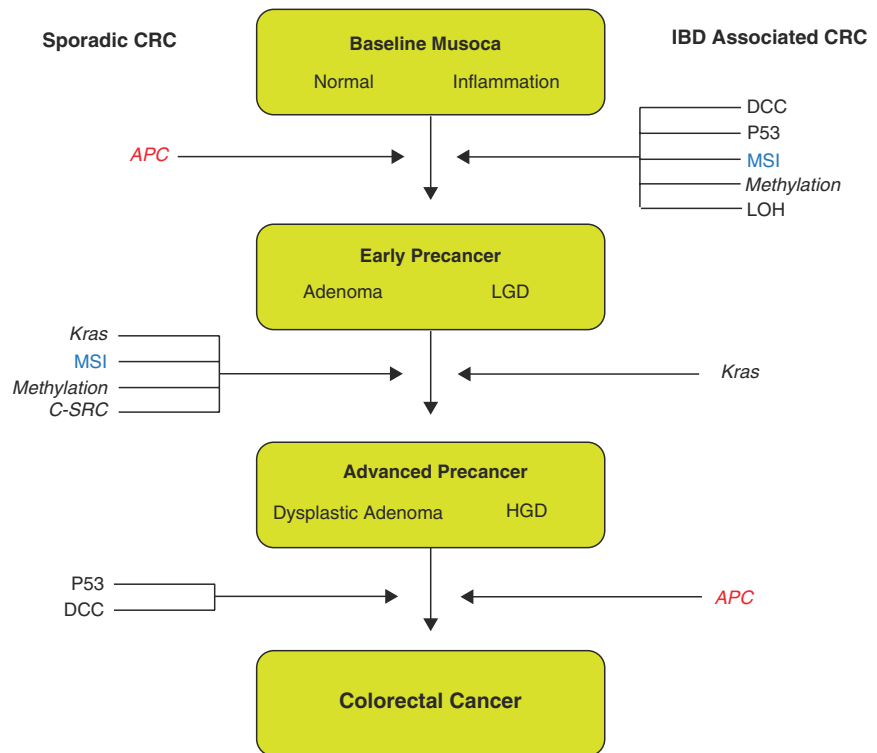 Sporadic CRC
Baseline Musoca
IBD Associated CRC
Normal Inflammation
DCC
P53
APC
MSI
Methylation
LOH
Early Precancer
Adenoma LGD
Kras
MSI
Methylation
C-SRC
Kras
Advanced Precancer
Dysplastic Adenoma HGD
P53
DCC
APC
Colorectal Cancer